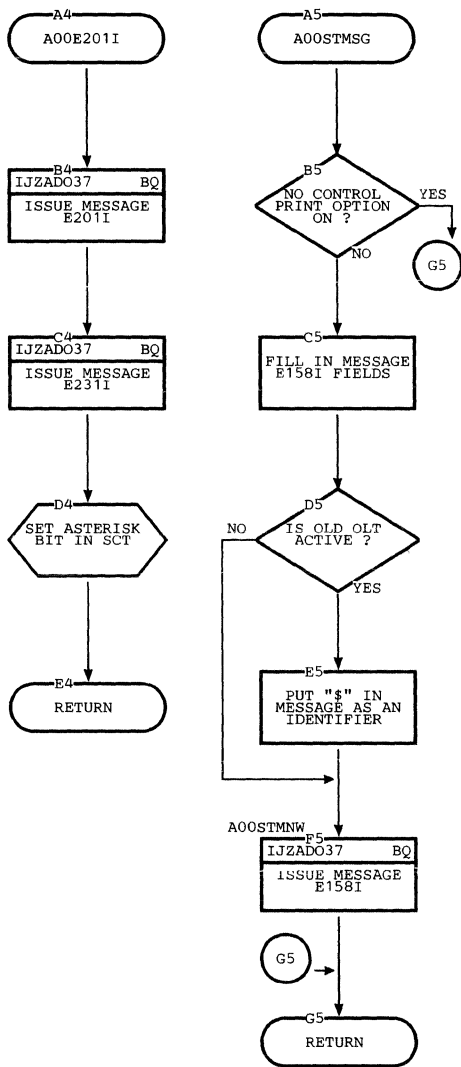 A4
A00E201I
B4
IJZADO37 BQ
ISSUE MESSAGE
E201I
C4
IJZADO37 BQ
ISSUE MESSAGE
E231I
D4
SET ASTERISK
BIT IN SCT
E4
RETURN
A5
A00STMSG
B5
NO CONTROL
PRINT OPTION
ON ?
YES
G5
NO
C5
FILL IN MESSAGE
E158I FIELDS
D5
IS OLD OLT
ACTIVE ?
NO
YES
E5
PUT "$" IN
MESSAGE AS AN
IDENTIFIER
A00STMNW
F5
IJZADO37 BQ
ISSUE MESSAGE
E158I
G5
G5
RETURN